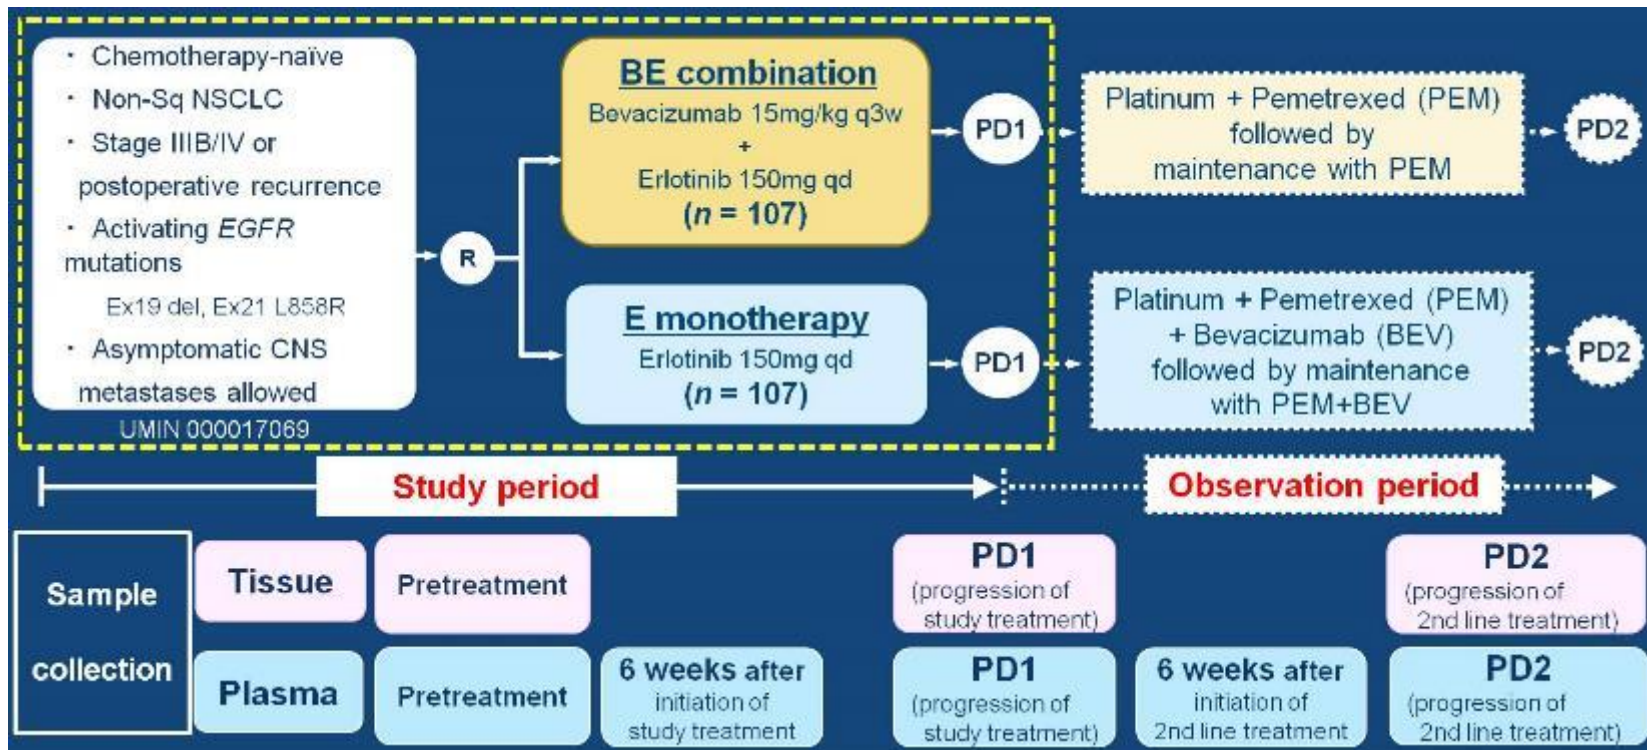 ・ Chemotherapy-naïve
・ Non-Sq NSCLC
・ Stage IIIB/IV or
postoperative recurrence
・ Activating EGFR
mutations
Ex19 del, Ex21 L858R
・ Asymptomatic CNS
metastases allowed
UMIN 000017069
R
BE combination
Bevacizumab 15mg/kg q3w
+
Erlotinib 150mg qd
(n = 107)
PD1
Platinum + Pemetrexed (PEM)
followed by
maintenance with PEM
PD2
E monotherapy
Erlotinib 150mg qd
(n = 107)
PD1
Platinum + Pemetrexed (PEM)
+ Bevacizumab (BEV)
followed by maintenance
with PEM+BEV
PD2
Study period
Observation period
Sample
collection
Tissue
Pretreatment
PD1
(progression of
study treatment)
PD2
(progression of
2nd line treatment)
Plasma
Pretreatment
6 weeks after
initiation of
study treatment
PD1
(progression of
study treatment)
6 weeks after
initiation of
2nd line treatment
PD2
(progression of
2nd line treatment)